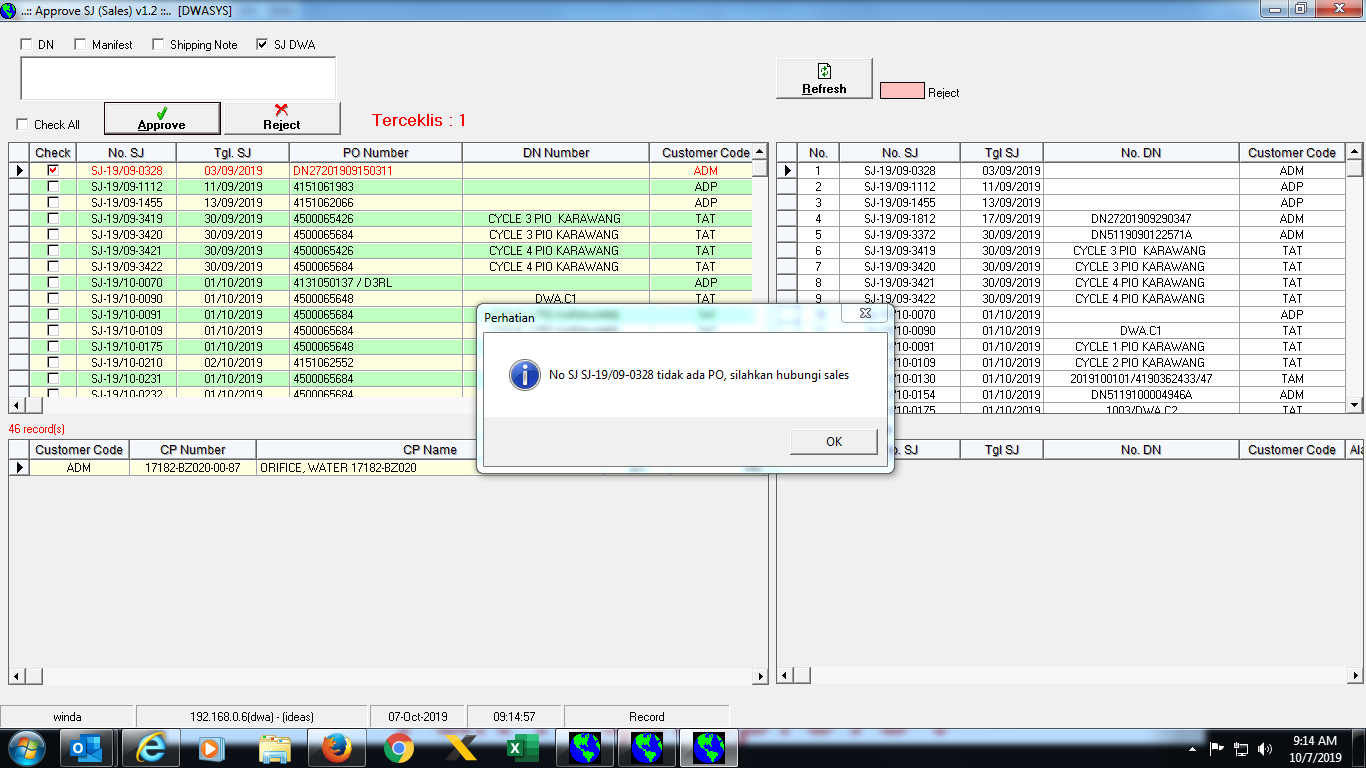 ..:: Approve SJ (Sales) v1.2 ::.. [DWASYS]
DN Manifest Shipping Note SJ DWA
Refresh Reject
Check All Approve Reject Terceklis : 1
Check No. SJ Tgl. SJ PO Number DN Number Customer Code
SJ-19/09-0328 03/09/2019 DN27201909150311 ADM
SJ-19/09-1112 11/09/2019 4151061983 ADP
SJ-19/09-1455 13/09/2019 4151062066 ADP
SJ-19/09-3419 30/09/2019 4500065426 CYCLE 3 PIO KARAWANG TAT
SJ-19/09-3420 30/09/2019 4500065684 CYCLE 3 PIO KARAWANG TAT
SJ-19/09-3421 30/09/2019 4500065426 CYCLE 4 PIO KARAWANG TAT
SJ-19/09-3422 30/09/2019 4500065684 CYCLE 4 PIO KARAWANG TAT
SJ-19/10-0070 01/10/2019 4131050137 / D3RL ADP
SJ-19/10-0090 01/10/2019 4500065648 DWA.C1 TAT
SJ-19/10-0091 01/10/2019 4500065684
SJ-19/10-0109 01/10/2019 4500065684
SJ-19/10-0175 01/10/2019 4500065648
SJ-19/10-0210 02/10/2019 4151062552
SJ-19/10-0231 01/10/2019 4500065684
SJ-19/10-0232 01/10/2019 4500065684
No. No. SJ Tgl SJ No. DN Customer Code
1 SJ-19/09-0328 03/09/2019 ADM
2 SJ-19/09-1112 11/09/2019 ADP
3 SJ-19/09-1455 13/09/2019 ADP
4 SJ-19/09-1812 17/09/2019 DN27201909290347 ADM
5 SJ-19/09-3372 30/09/2019 DN5119090122571A ADM
6 SJ-19/09-3419 30/09/2019 CYCLE 3 PIO KARAWANG TAT
7 SJ-19/09-3420 30/09/2019 CYCLE 3 PIO KARAWANG TAT
8 SJ-19/09-3421 30/09/2019 CYCLE 4 PIO KARAWANG TAT
9 SJ-19/09-3422 30/09/2019 CYCLE 4 PIO KARAWANG TAT
10-0070 01/10/2019 ADP
10-0090 01/10/2019 DWA.C1 TAT
10-0091 01/10/2019 CYCLE 1 PIO KARAWANG TAT
10-0109 01/10/2019 CYCLE 2 PIO KARAWANG TAT
10-0130 01/10/2019 2019100101/4190362433/47 TAM
10-0154 01/10/2019 DN5119100004946A ADM
10-0175 01/10/2019 1003/DWA.C2 TAT
Perhatian
No SJ SJ-19/09-0328 tidak ada PO, silahkan hubungi sales
OK
46 record(s)
Customer Code CP Number CP Name
ADM 17182-BZ020-00-87 ORIFICE, WATER 17182-BZ020
SJ Tgl SJ No. DN Customer Code Ala
winda 192.168.0.6(dwa) - (ideas) 07-Oct-2019 09:14:57 Record
9:14 AM
10/7/2019